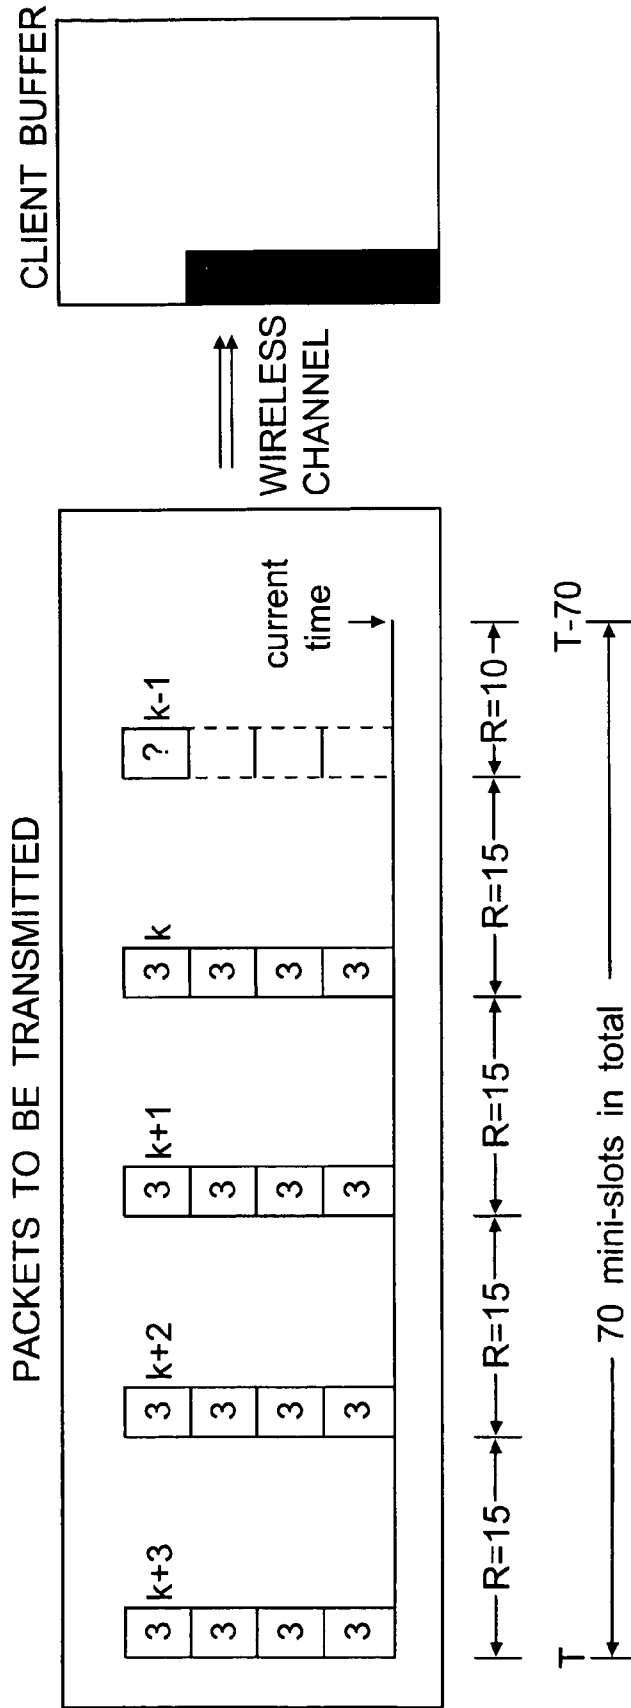 PACKETS TO BE TRANSMITTED
CLIENT BUFFER
k+3
k+2
k+1
k
k-1
3
3
3
3
?
3
3
3
3
3
3
3
3
3
3
3
3
current
time
WIRELESS
CHANNEL
R=15
R=15
R=15
R=15
R=10
T
T-70
70 mini-slots in total